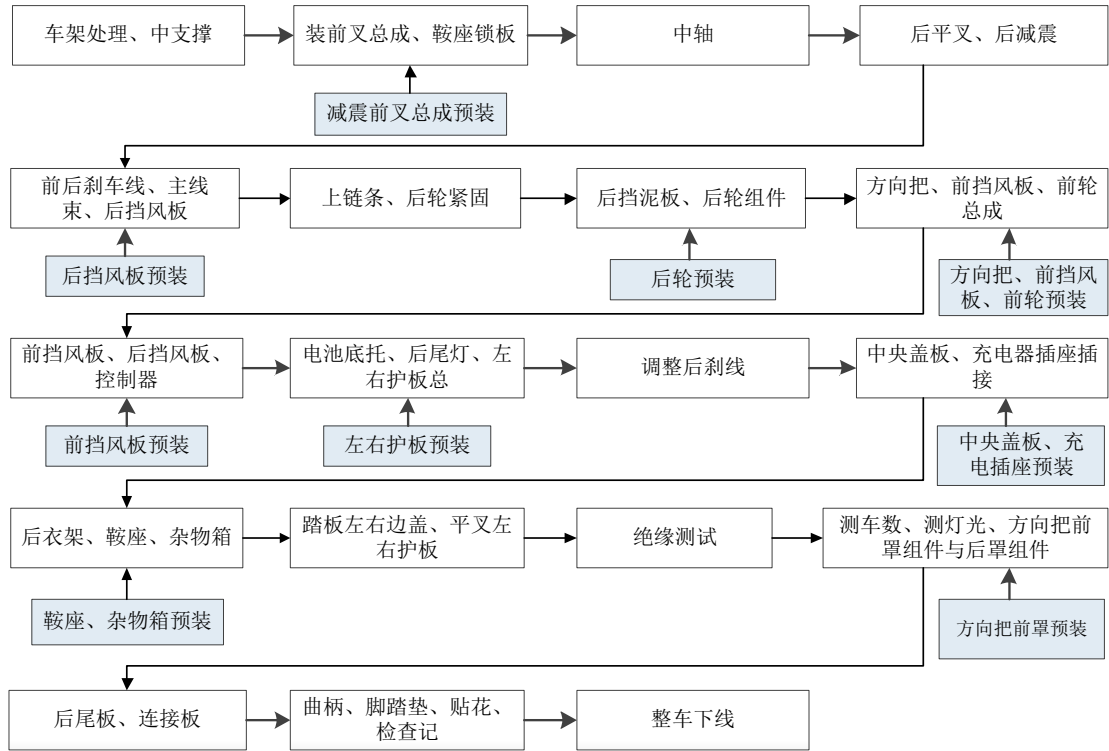 车架处理、中支撑
装前叉总成、鞍座锁板
中轴
后平叉、后减震
减震前叉总成预装
前后刹车线、主线
束、后挡风板
上链条、后轮紧固
后挡泥板、后轮组件
方向把、前挡风板、前轮
总成
后挡风板预装
后轮预装
方向把、前挡风
板、前轮预装
前挡风板、后挡风板、
控制器
电池底托、后尾灯、左
右护板总
调整后刹线
中央盖板、充电器插座插
接
前挡风板预装
左右护板预装
中央盖板、充
电插座预装
后衣架、鞍座、杂物箱
踏板左右边盖、平叉左
右护板
绝缘测试
测车数、测灯光、方向把前
罩组件与后罩组件
鞍座、杂物箱预装
方向把前罩预装
后尾板、连接板
曲柄、脚踏垫、贴花、
检查记
整车下线